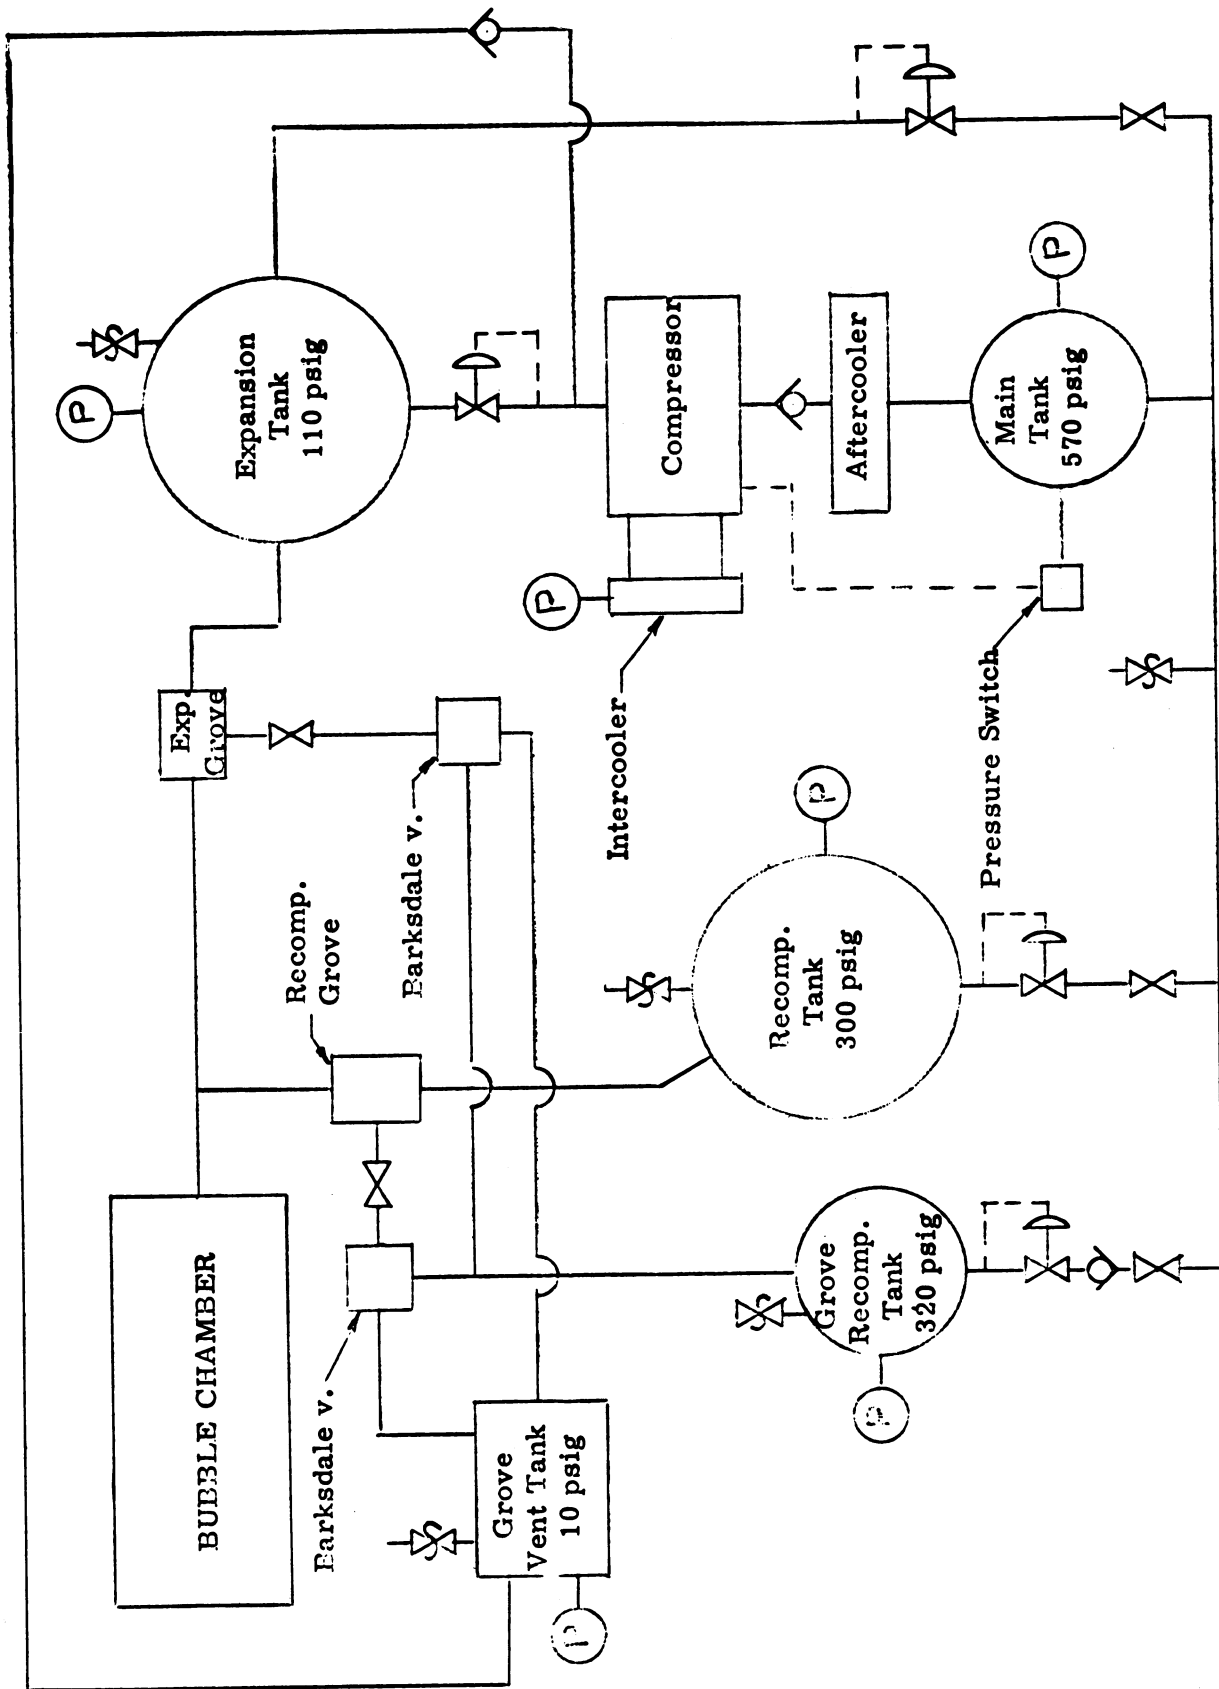 BUBBLE CHAMBER
Exp.
Grove
Expansion
Tank
110 psig
P
Recomp.
Grove
Barksdale v.
Barksdale v.
Grove
Vent Tank
10 psig
P
Intercooler
P
Compressor
Aftercooler
Recomp.
Tank
300 psig
P
Grove
Recomp.
Tank
320 psig
P
Pressure Switch
Main
Tank
570 psig
P